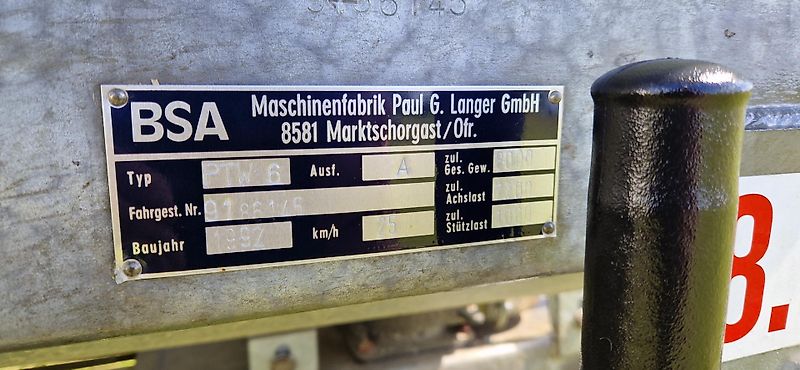 BSA
Maschinenfabrik Paul G. Langer GmbH
8581 Marktschorgast/Ofr.
Typ PTW 6 Ausf. A zul. Ges. Gew.
Fahrgest. Nr. zul. Achslast
Baujahr 1992 km/h 25 zul. Stützlast
8.